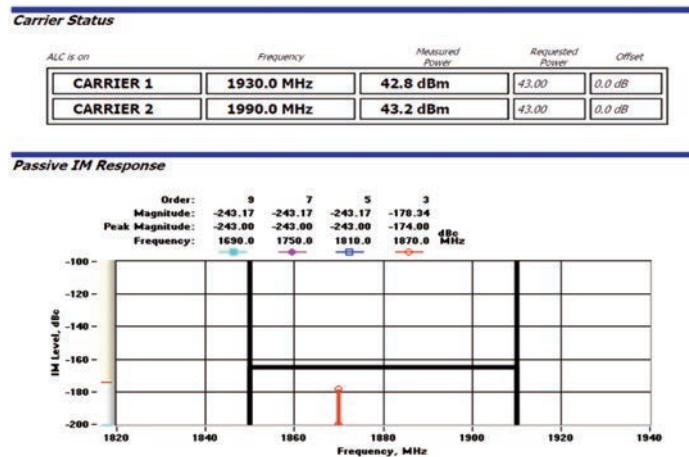 Carrier Status
ALC is on Frequency Measured Power Requested Power Offset
CARRIER 1 1930.0 MHz 42.8 dBm 43.00 0.0 dB
CARRIER 2 1990.0 MHz 43.2 dBm 43.00 0.0 dB
Passive IM Response
Order: 9 7 5 3
Magnitude: -243.17 -243.17 -243.17 -178.34
Peak Magnitude: -243.00 -243.00 -243.00 -174.00 dBc
Frequency: 1690.0 1750.0 1810.0 1870.0 MHz
IM Level, dBc
-100
-120
-140
-160
-180
-200
1820 1840 1860 1880 1900 1920 1940
Frequency, MHz